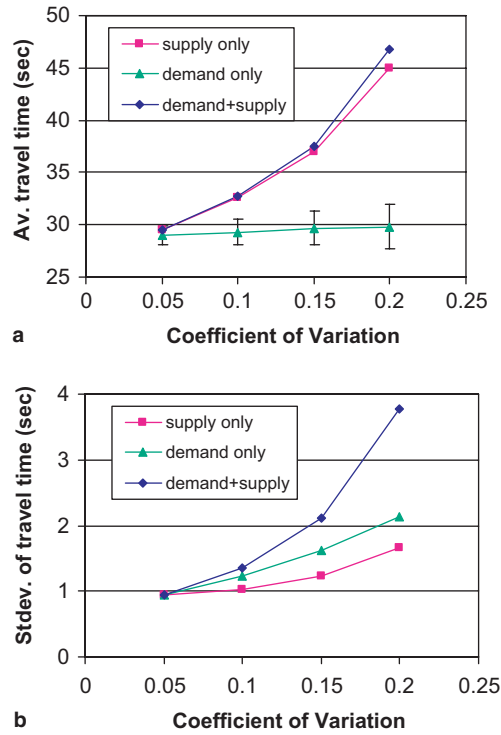 50
45
40
35
30
25
Av. travel time (sec)
supply only
demand only
demand+supply
0 0.05 0.1 0.15 0.2 0.25
a Coefficient of Variation
4
3
2
1
0
Stdev. of travel time (sec)
supply only
demand only
demand+supply
0 0.05 0.1 0.15 0.2 0.25
b Coefficient of Variation